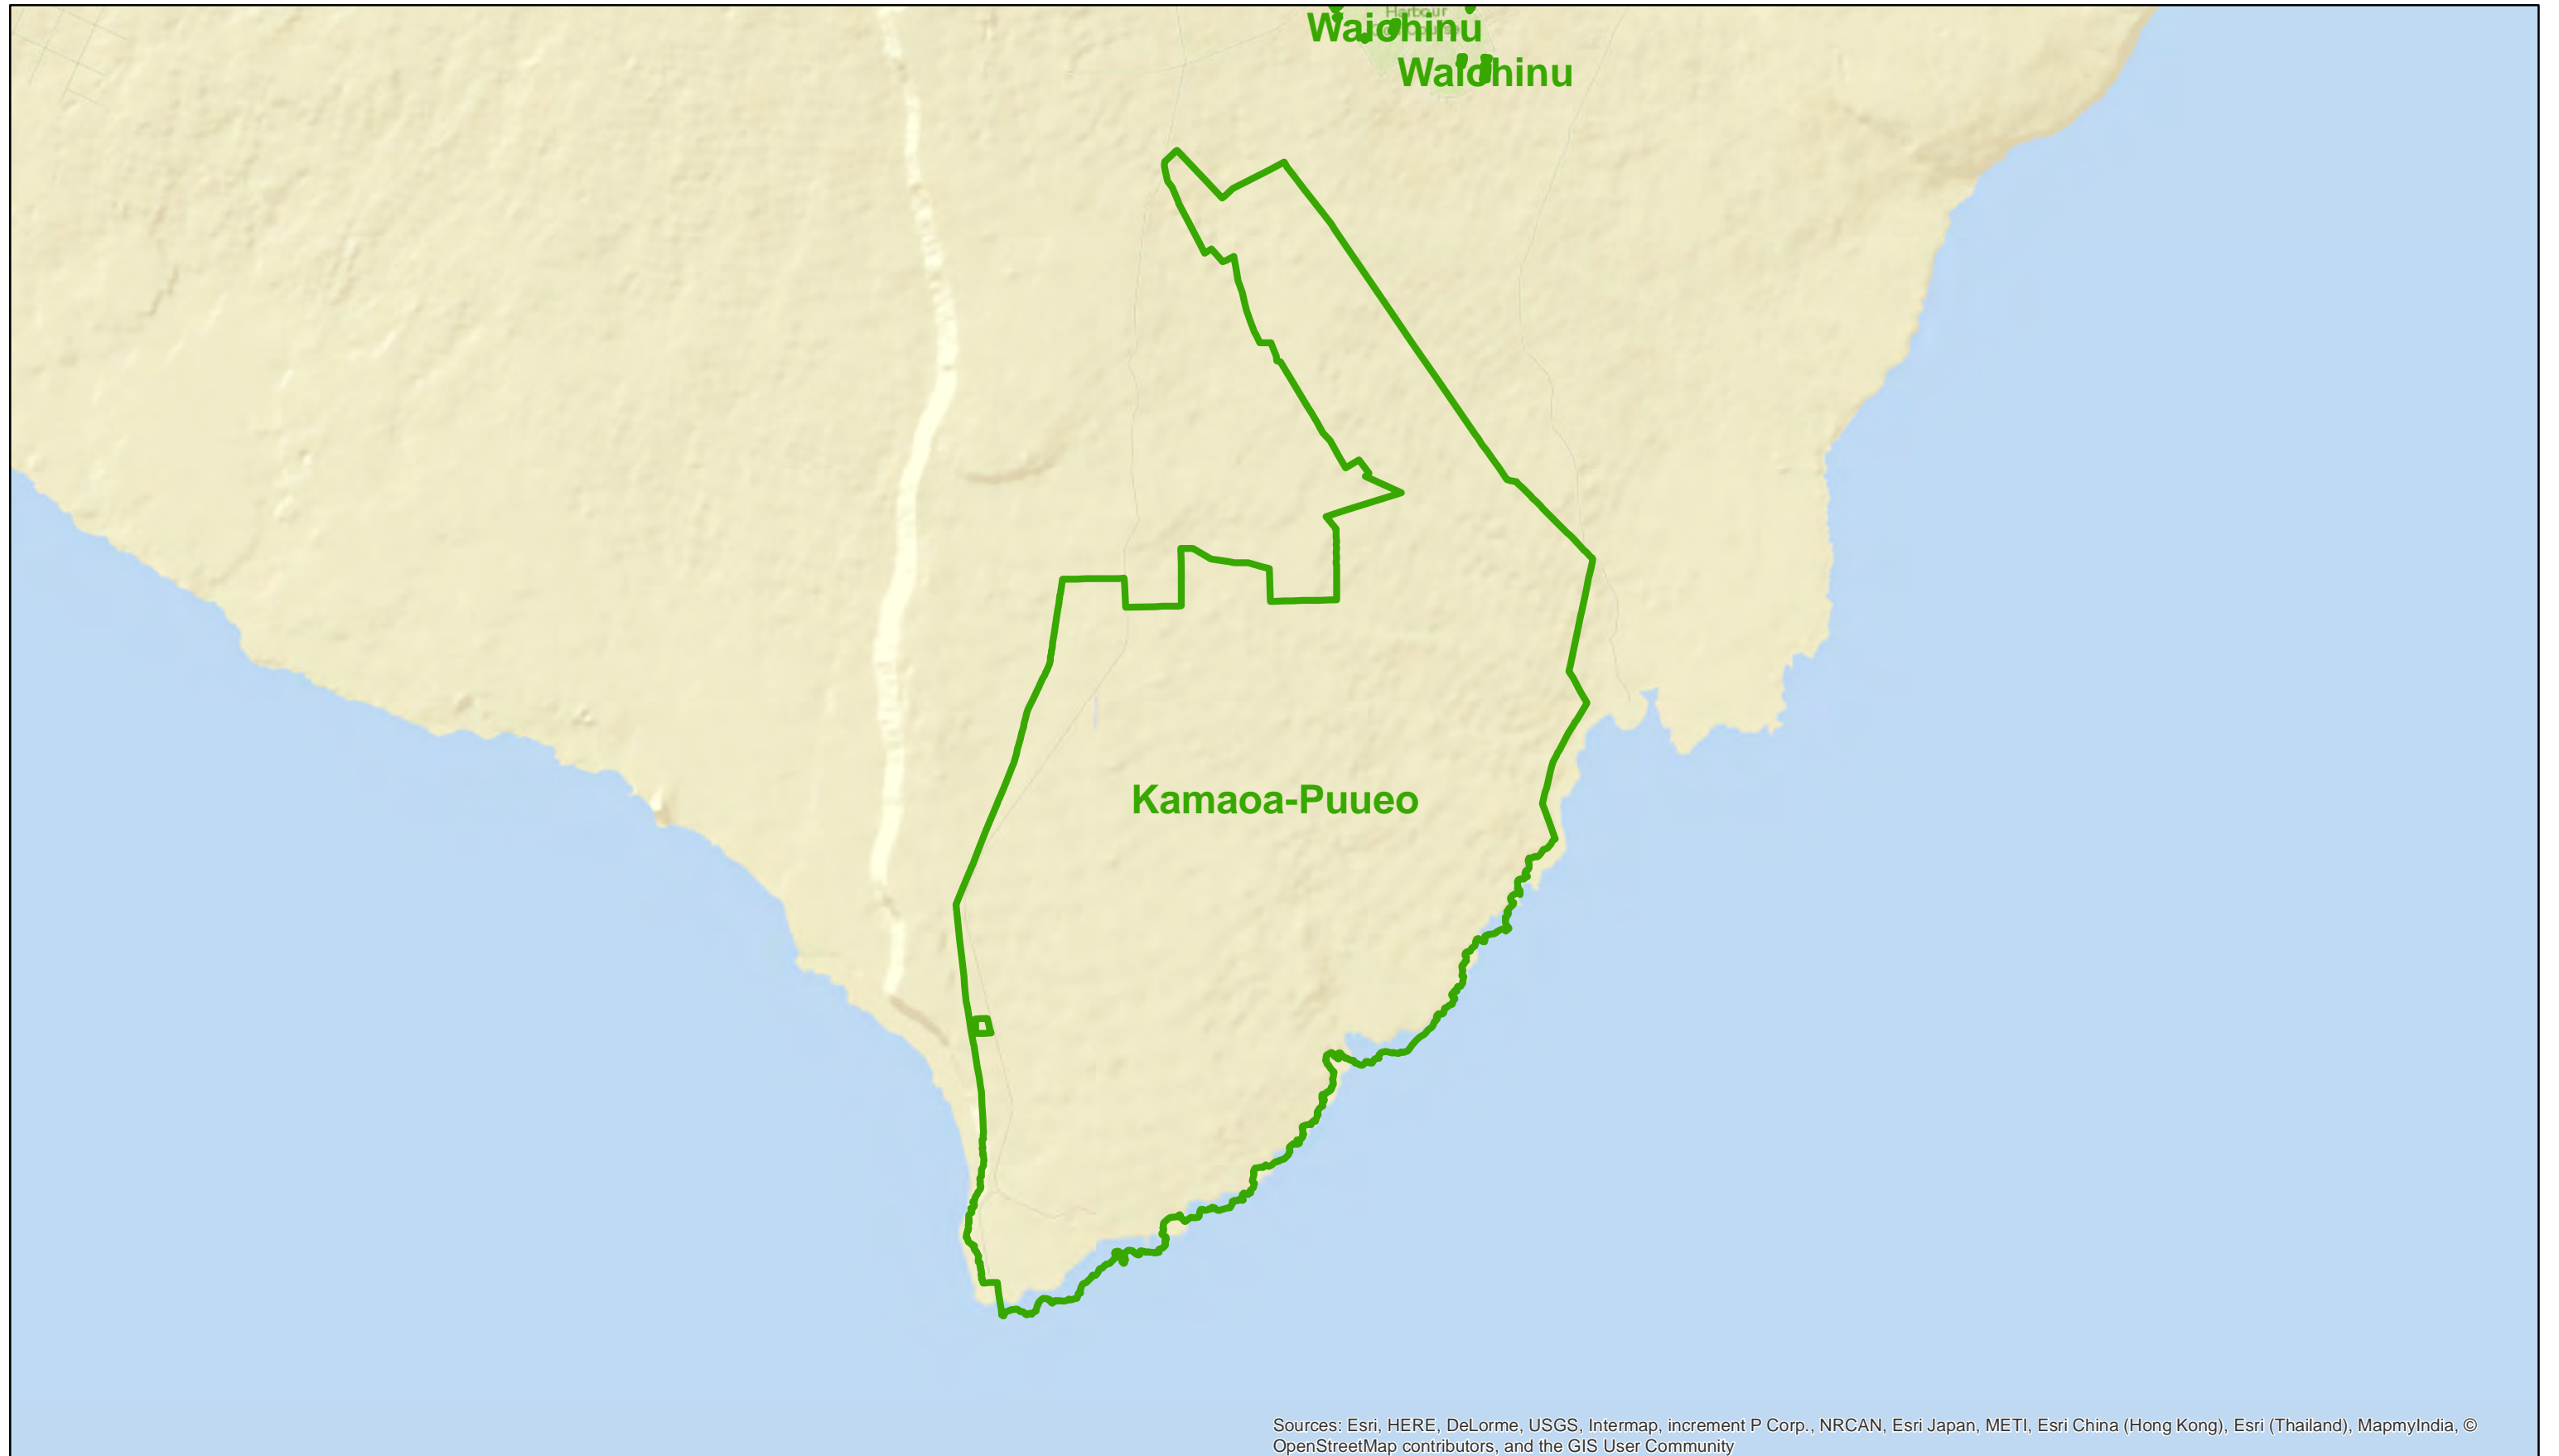 Harbour
Waiohinu
Waiohinu
Kamaoa-Puueo
Sources: Esri, HERE, DeLorme, USGS, Intermap, increment P Corp., NRCAN, Esri Japan, METI, Esri China (Hong Kong), Esri (Thailand), MapmyIndia, ©
OpenStreetMap contributors, and the GIS User Community